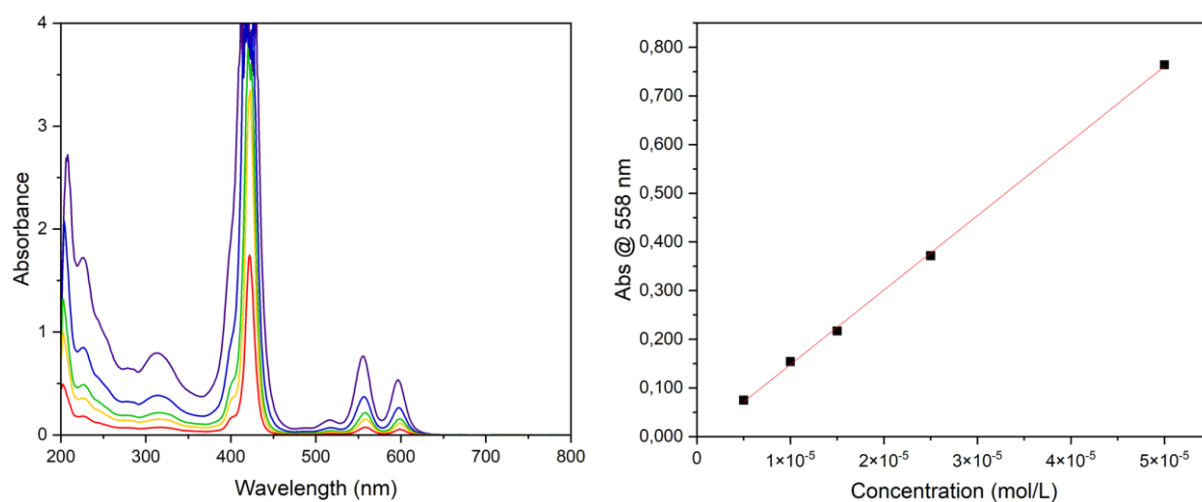 4
3
2
1
0
Absorbance
200 300 400 500 600 700 800
Wavelength (nm)
0,800
0,700
0,600
0,500
0,400
0,300
0,200
0,100
0,000
Abs @ 558 nm
0 1×10⁻⁵ 2×10⁻⁵ 3×10⁻⁵ 4×10⁻⁵ 5×10⁻⁵
Concentration (mol/L)